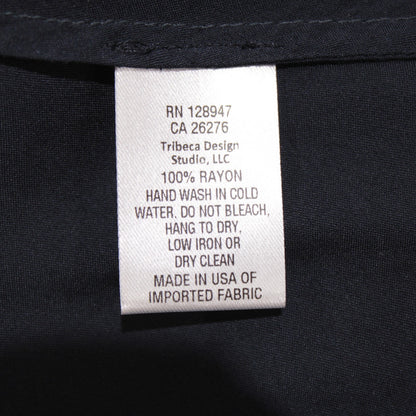 RN 128947
CA 26276
Tribeca Design
Studio, LLC
100% RAYON
HAND WASH IN COLD
WATER. DO NOT BLEACH,
HANG TO DRY,
LOW IRON OR
DRY CLEAN
MADE IN USA OF
IMPORTED FABRIC